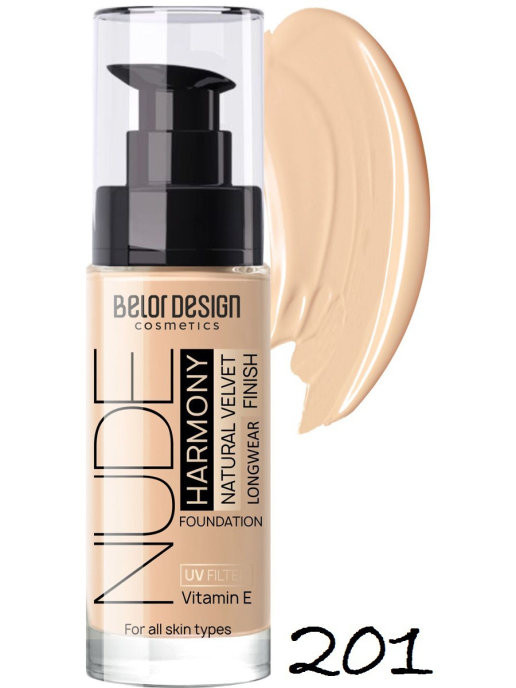 BELOR DESIGN
cosmetics
NUDE
HARMONY
NATURAL VELVET
LONGWEAR FINISH
FOUNDATION
UV FILTER
Vitamin E
For all skin types
201